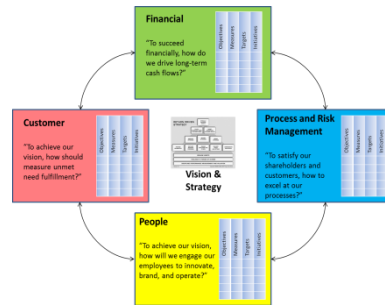 Financial
"To succeed
financially, how do
we drive long-term
cash flows?"
Objectives
Measures
Targets
Initiatives
Customer
"To achieve our
vision, how should
measure unmet
need fulfillment?"
Objectives
Measures
Targets
Initiatives
Vision &
Strategy
Process and Risk
Management
"To satisfy our
shareholders and
customers, how to
excel at our
processes?"
Objectives
Measures
Targets
Initiatives
People
"To achieve our vision,
how will we engage our
employees to innovate,
brand, and operate?"
Objectives
Measures
Targets
Initiatives